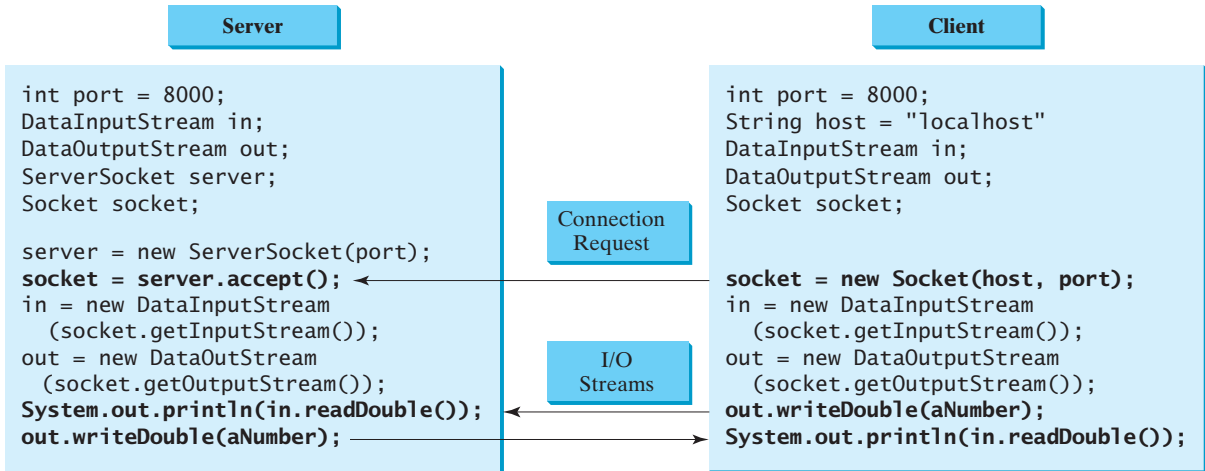 Server
int port = 8000;
DataInputStream in;
DataOutputStream out;
ServerSocket server;
Socket socket;
server = new ServerSocket(port);
socket = server.accept();
in = new DataInputStream
(socket.getInputStream());
out = new DataOutStream
(socket.getOutputStream());
System.out.println(in.readDouble());
out.writeDouble(aNumber);
Connection
Request
I/O
Streams
Client
int port = 8000;
String host = "localhost"
DataInputStream in;
DataOutputStream out;
Socket socket;
socket = new Socket(host, port);
in = new DataInputStream
(socket.getInputStream());
out = new DataOutputStream
(socket.getOutputStream());
out.writeDouble(aNumber);
System.out.println(in.readDouble());